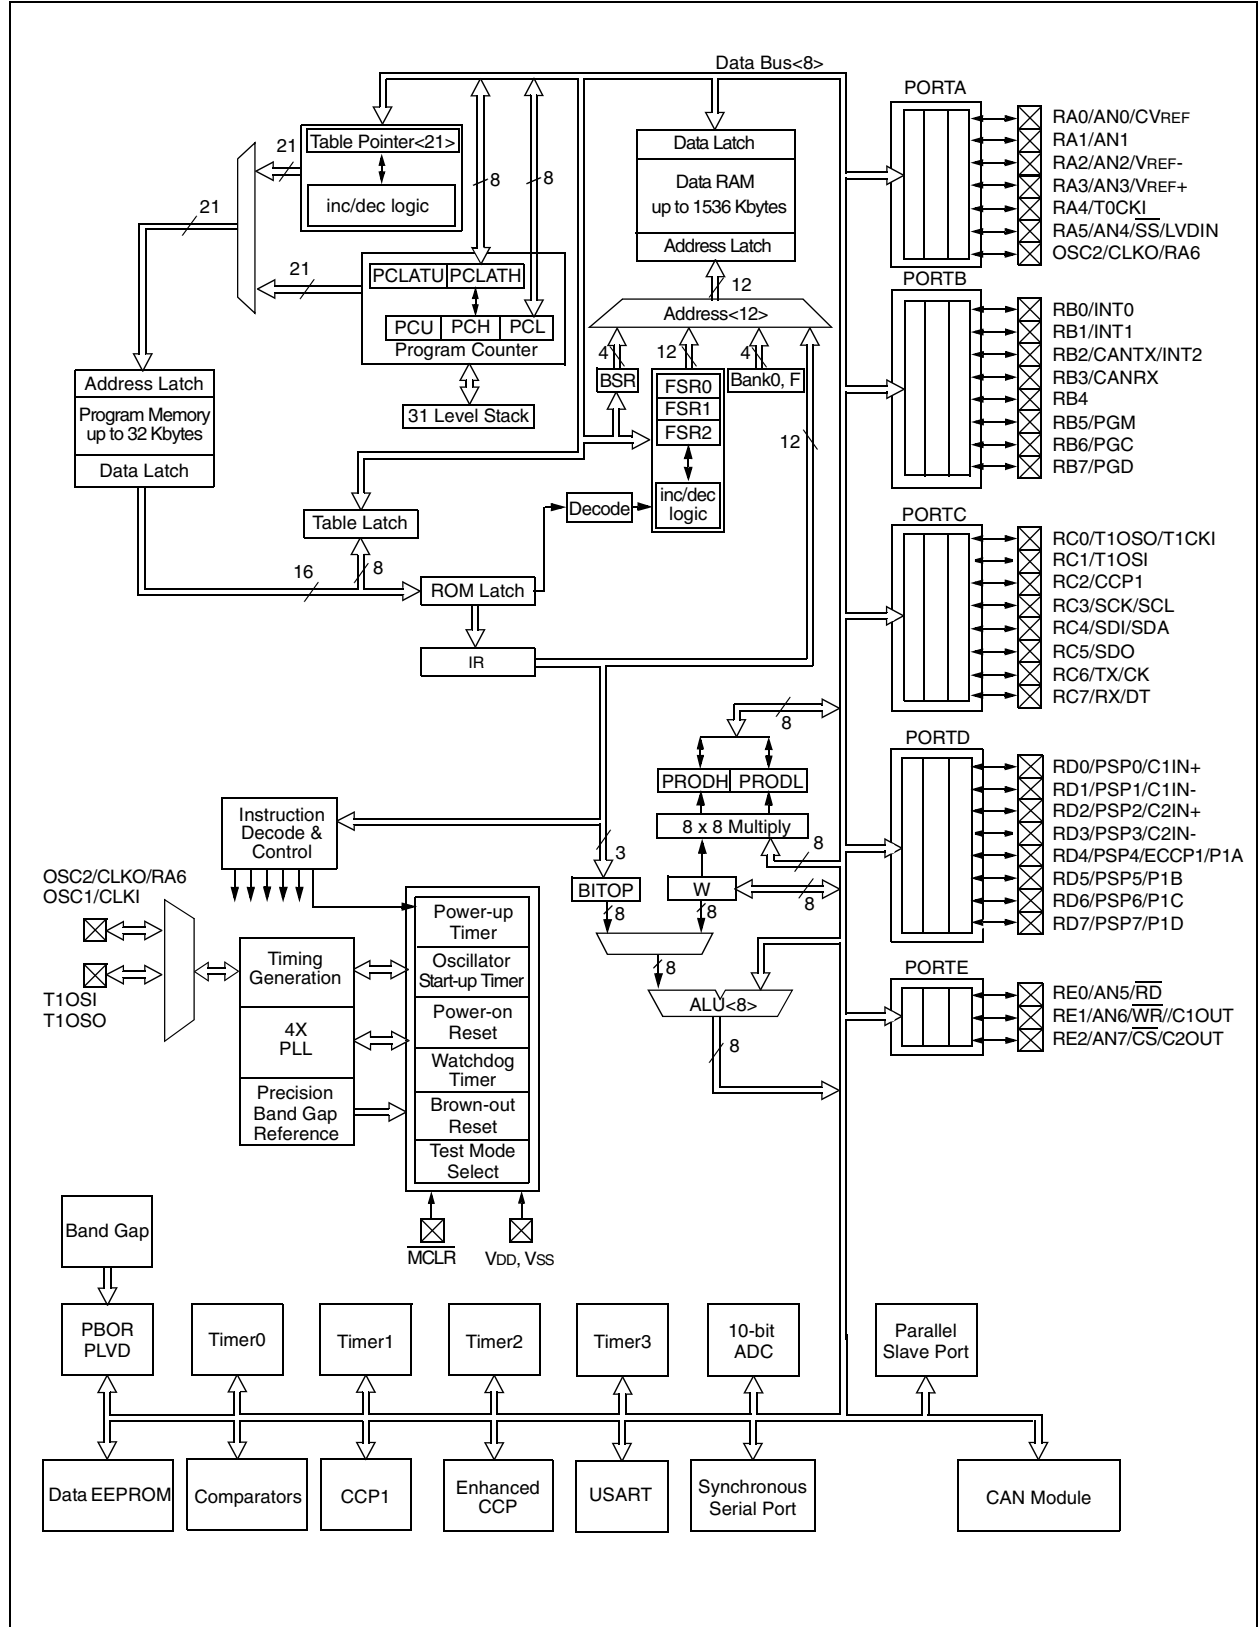 Data Bus<8>
Table Pointer<21>
inc/dec logic
21
8
8
21
21
PCLATU PCLATH
PCU PCH PCL
Program Counter
31 Level Stack
Address Latch
Program Memory
up to 32 Kbytes
Data Latch
Data Latch
Data RAM
up to 1536 Kbytes
Address Latch
12
Address<12>
4
12
4
BSR
FSR0
FSR1
FSR2
inc/dec
logic
Bank0, F
12
Table Latch
Decode
16
8
ROM Latch
IR
8
PRODH PRODL
8 x 8 Multiply
8
W
8
8
3
BITOP
8
8
ALU<8>
8
Instruction
Decode &
Control
OSC2/CLKO/RA6
OSC1/CLKI
T1OSI
T1OSO
Timing
Generation
4X
PLL
Precision
Band Gap
Reference
Power-up
Timer
Oscillator
Start-up Timer
Power-on
Reset
Watchdog
Timer
Brown-out
Reset
Test Mode
Select
MCLR
VDD, VSS
PORTA
RA0/AN0/CVREF
RA1/AN1
RA2/AN2/VREF-
RA3/AN3/VREF+
RA4/T0CKI
RA5/AN4/SS/LVDIN
OSC2/CLKO/RA6
PORTB
RB0/INT0
RB1/INT1
RB2/CANTX/INT2
RB3/CANRX
RB4
RB5/PGM
RB6/PGC
RB7/PGD
PORTC
RC0/T1OSO/T1CKI
RC1/T1OSI
RC2/CCP1
RC3/SCK/SCL
RC4/SDI/SDA
RC5/SDO
RC6/TX/CK
RC7/RX/DT
PORTD
RD0/PSP0/C1IN+
RD1/PSP1/C1IN-
RD2/PSP2/C2IN+
RD3/PSP3/C2IN-
RD4/PSP4/ECCP1/P1A
RD5/PSP5/P1B
RD6/PSP6/P1C
RD7/PSP7/P1D
PORTE
RE0/AN5/RD
RE1/AN6/WR//C1OUT
RE2/AN7/CS/C2OUT
Band Gap
PBOR
PLVD
Timer0
Timer1
Timer2
Timer3
10-bit
ADC
Parallel
Slave Port
Data EEPROM
Comparators
CCP1
Enhanced
CCP
USART
Synchronous
Serial Port
CAN Module